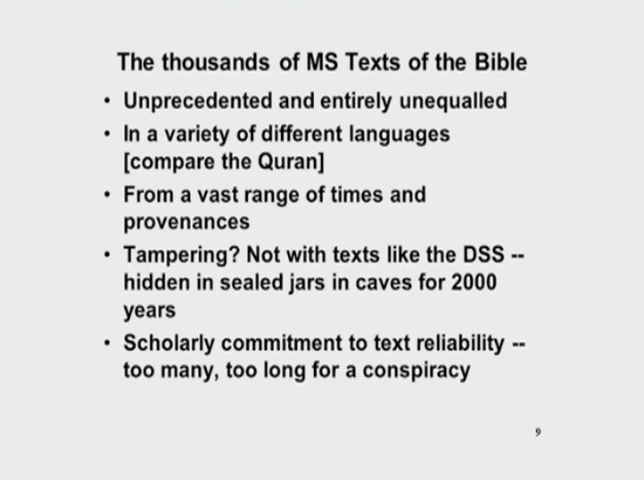 The thousands of MS Texts of the Bible
• Unprecedented and entirely unequalled
• In a variety of different languages
[compare the Quran]
• From a vast range of times and
provenances
• Tampering? Not with texts like the DSS --
hidden in sealed jars in caves for 2000
years
• Scholarly commitment to text reliability --
too many, too long for a conspiracy
9